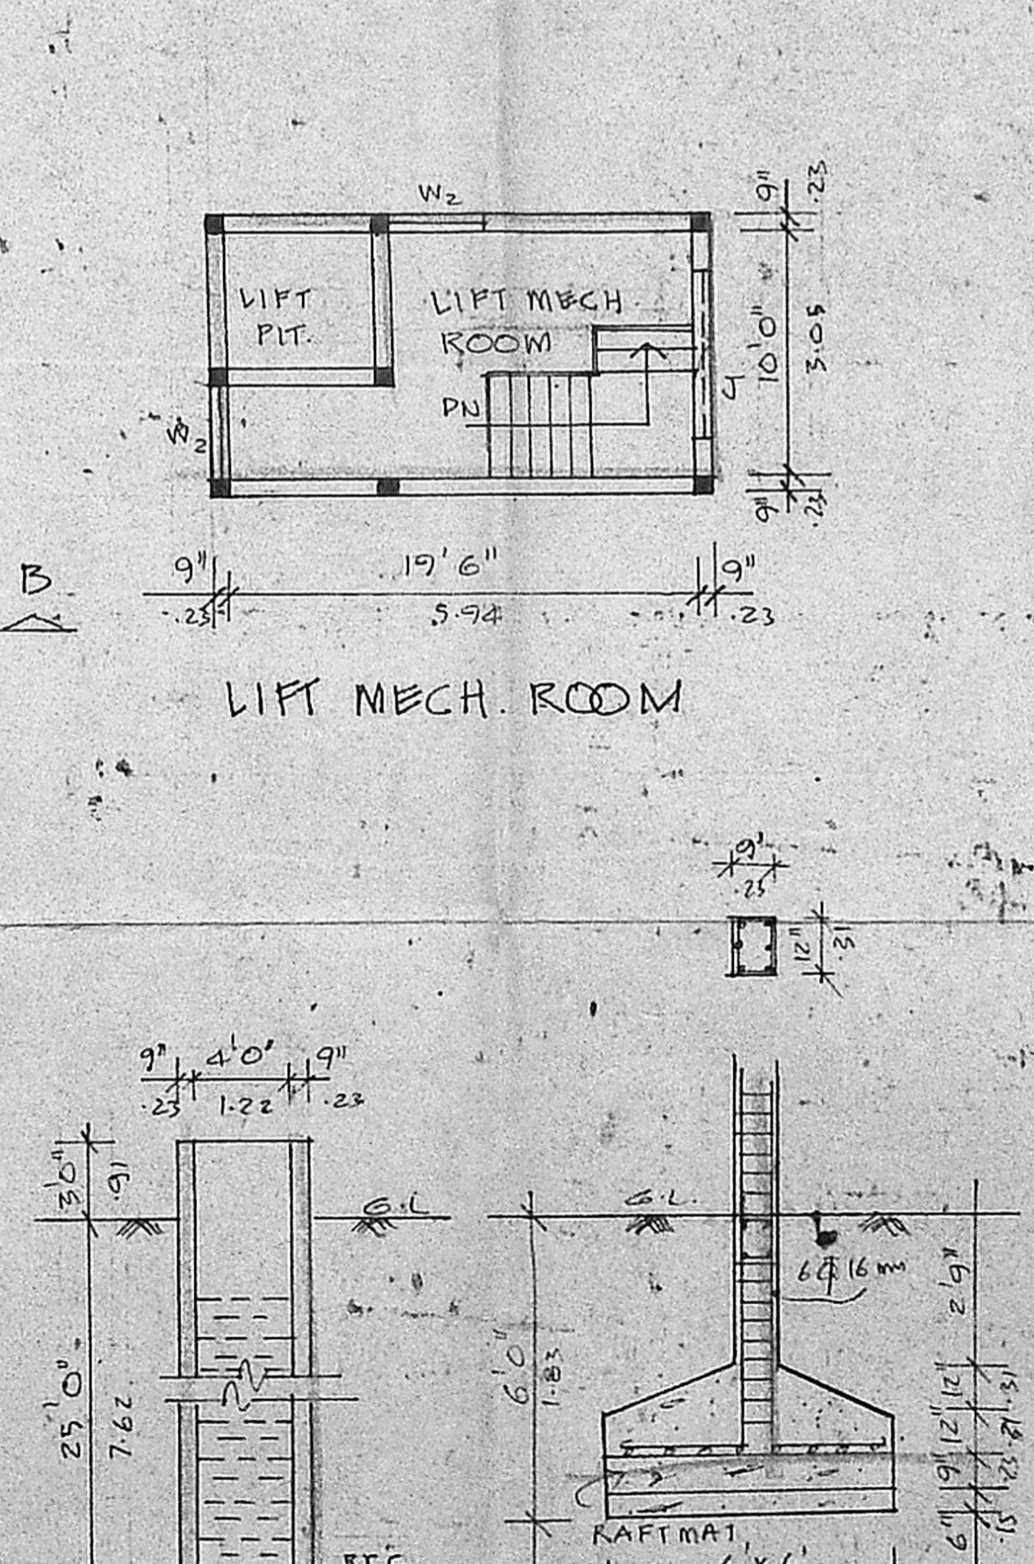 W2
9"
.23
LIFT
PIT.
LIFT MECH
ROOM
10'0"
3.05
DN
W2
9"
.23
B
9"
19' 6"
9"
.23
5.94
.23
LIFT MECH. ROOM
9'
.23
12"
.31
9"
4'0"
9"
.23
1.22
.23
3'0"
.91
G.L
G.L.
16 mm
2'9"
6'0"
1.83
25'0"
7.62
12"
.31
12"
.31
9"
.23
6"
.15
RAFT MAT,